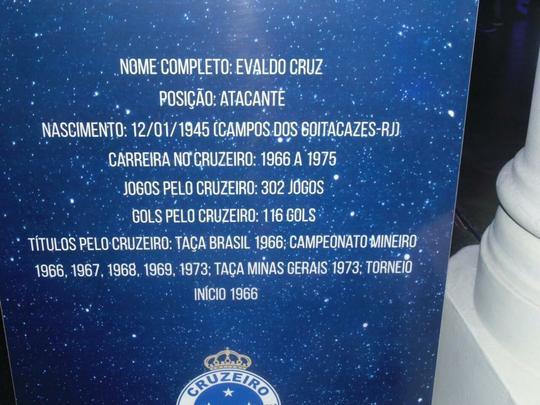 NOME COMPLETO: EVALDO CRUZ
POSIÇÃO: ATACANTE
NASCIMENTO: 12/01/1945 (CAMPOS DOS GOITACAZES-RJ)
CARREIRA NO CRUZEIRO: 1966 A 1975
JOGOS PELO CRUZEIRO: 302 JOGOS
GOLS PELO CRUZEIRO: 116 GOLS
TÍTULOS PELO CRUZEIRO: TAÇA BRASIL 1966; CAMPEONATO MINEIRO
1966, 1967, 1968, 1969, 1973; TAÇA MINAS GERAIS 1973; TORNEIO
INÍCIO 1966
CRUZEIRO